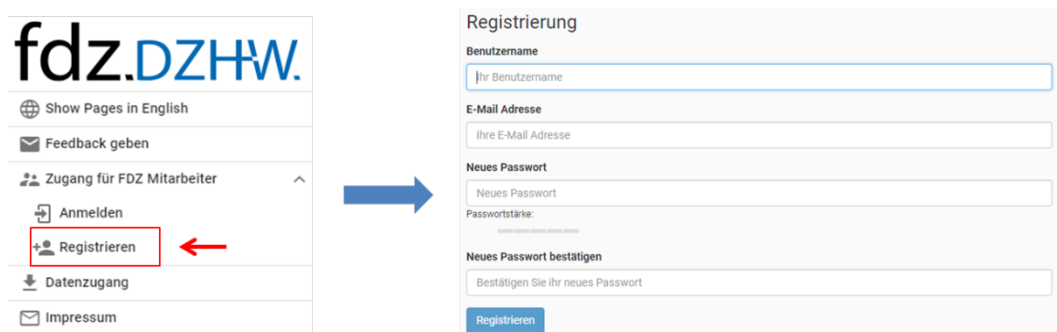 fdz.DZHW.
Show Pages in English
Feedback geben
Zugang für FDZ Mitarbeiter
Anmelden
Registrieren
Datenzugang
Impressum
Registrierung
Benutzername
Ihr Benutzername
E-Mail Adresse
Ihre E-Mail Adresse
Neues Passwort
Neues Passwort
Passwortstärke:
Neues Passwort bestätigen
Bestätigen Sie ihr neues Passwort
Registrieren